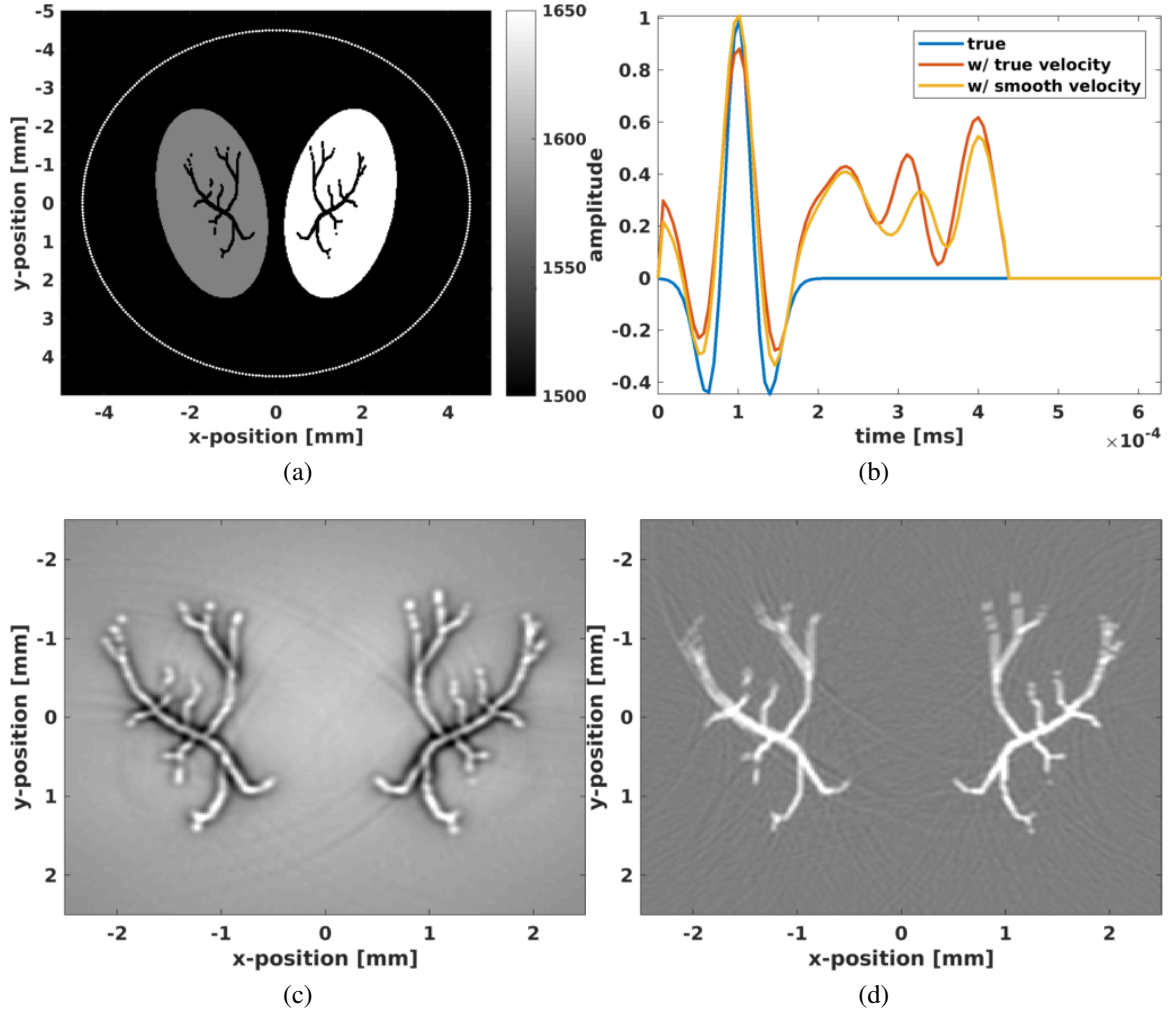 -5
-4
-3
-2
-1
0
1
2
3
4
y-position [mm]
-4 -2 0 2 4
x-position [mm]
1650
1600
1550
1500
(a)
1
0.8
0.6
0.4
0.2
0
-0.2
-0.4
amplitude
true
w/ true velocity
w/ smooth velocity
0 1 2 3 4 5 6
time [ms]
×10-4
(b)
-2
-1
0
1
2
y-position [mm]
-2 -1 0 1 2
x-position [mm]
(c)
-2
-1
0
1
2
y-position [mm]
-2 -1 0 1 2
x-position [mm]
(d)